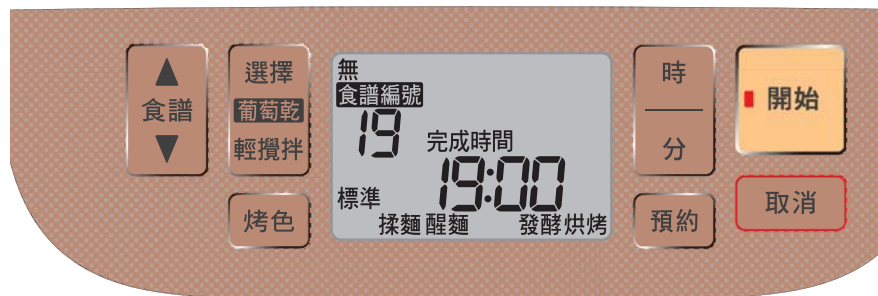 ▲
食譜
▼
選擇
葡萄乾
輕攪拌
烤色
無
食譜編號
19
完成時間
19:00
標準
揉麵 醒麵 發酵 烘烤
時
分
預約
開始
取消